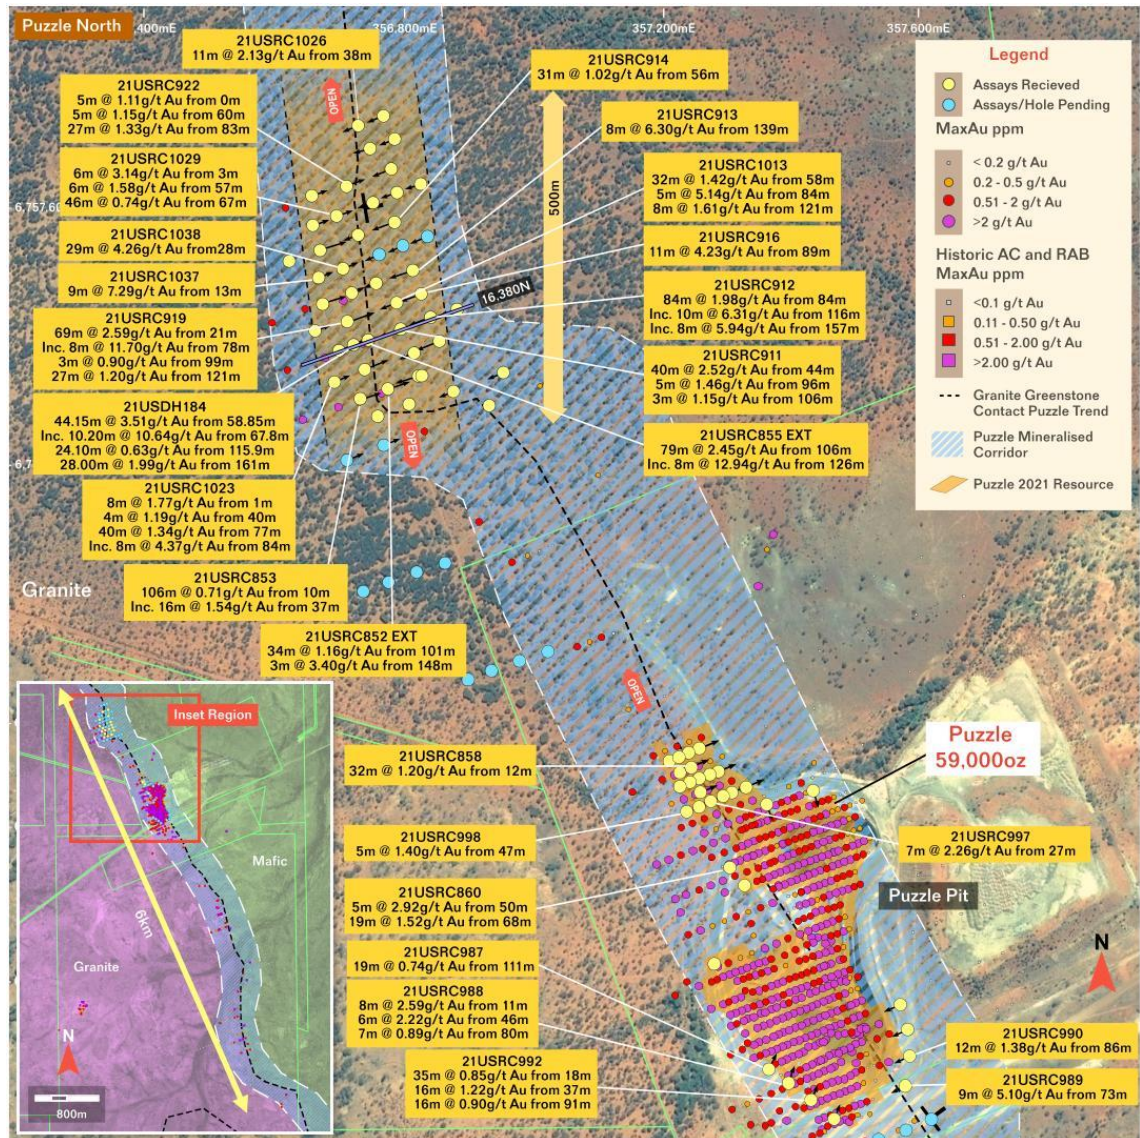 Puzzle North
400mE
356,800mE
357,200mE
357,600mE
21USRC1026
11m @ 2.13g/t Au from 38m
21USRC922
5m @ 1.11g/t Au from 0m
5m @ 1.15g/t Au from 60m
27m @ 1.33g/t Au from 83m
21USRC1029
6m @ 3.14g/t Au from 3m
6m @ 1.58g/t Au from 57m
46m @ 0.74g/t Au from 67m
21USRC1038
29m @ 4.26g/t Au from28m
21USRC1037
9m @ 7.29g/t Au from 13m
21USRC919
69m @ 2.59g/t Au from 21m
Inc. 8m @ 11.70g/t Au from 78m
3m @ 0.90g/t Au from 99m
27m @ 1.20g/t Au from 121m
21USDH184
44.15m @ 3.51g/t Au from 58.85m
Inc. 10.20m @ 10.64g/t Au from 67.8m
24.10m @ 0.63g/t Au from 115.9m
28.00m @ 1.99g/t Au from 161m
21USRC1023
8m @ 1.77g/t Au from 1m
4m @ 1.19g/t Au from 40m
40m @ 1.34g/t Au from 77m
Inc. 8m @ 4.37g/t Au from 84m
21USRC853
106m @ 0.71g/t Au from 10m
Inc. 16m @ 1.54g/t Au from 37m
21USRC852 EXT
34m @ 1.16g/t Au from 101m
3m @ 3.40g/t Au from 148m
21USRC914
31m @ 1.02g/t Au from 56m
21USRC913
8m @ 6.30g/t Au from 139m
21USRC1013
32m @ 1.42g/t Au from 58m
5m @ 5.14g/t Au from 84m
8m @ 1.61g/t Au from 121m
21USRC916
11m @ 4.23g/t Au from 89m
21USRC912
84m @ 1.98g/t Au from 84m
Inc. 10m @ 6.31g/t Au from 116m
Inc. 8m @ 5.94g/t Au from 157m
21USRC911
40m @ 2.52g/t Au from 44m
5m @ 1.46g/t Au from 96m
3m @ 1.15g/t Au from 106m
21USRC855 EXT
79m @ 2.45g/t Au from 106m
Inc. 8m @ 12.94g/t Au from 126m
OPEN
500m
16,380N
OPEN
OPEN
6,757,60
Granite
Legend
Assays Recieved
Assays/Hole Pending
MaxAu ppm
< 0.2 g/t Au
0.2 - 0.5 g/t Au
0.51 - 2 g/t Au
>2 g/t Au
Historic AC and RAB
MaxAu ppm
<0.1 g/t Au
0.11 - 0.50 g/t Au
0.51 - 2.00 g/t Au
>2.00 g/t Au
Granite Greenstone
Contact Puzzle Trend
Puzzle Mineralised
Corridor
Puzzle 2021 Resource
Inset Region
Mafic
6km
Granite
N
800m
21USRC858
32m @ 1.20g/t Au from 12m
21USRC998
5m @ 1.40g/t Au from 47m
21USRC860
5m @ 2.92g/t Au from 50m
19m @ 1.52g/t Au from 68m
21USRC987
19m @ 0.74g/t Au from 111m
21USRC988
8m @ 2.59g/t Au from 11m
6m @ 2.22g/t Au from 46m
7m @ 0.89g/t Au from 80m
21USRC992
35m @ 0.85g/t Au from 18m
16m @ 1.22g/t Au from 37m
16m @ 0.90g/t Au from 91m
Puzzle
59,000oz
21USRC997
7m @ 2.26g/t Au from 27m
Puzzle Pit
N
21USRC990
12m @ 1.38g/t Au from 86m
21USRC989
9m @ 5.10g/t Au from 73m